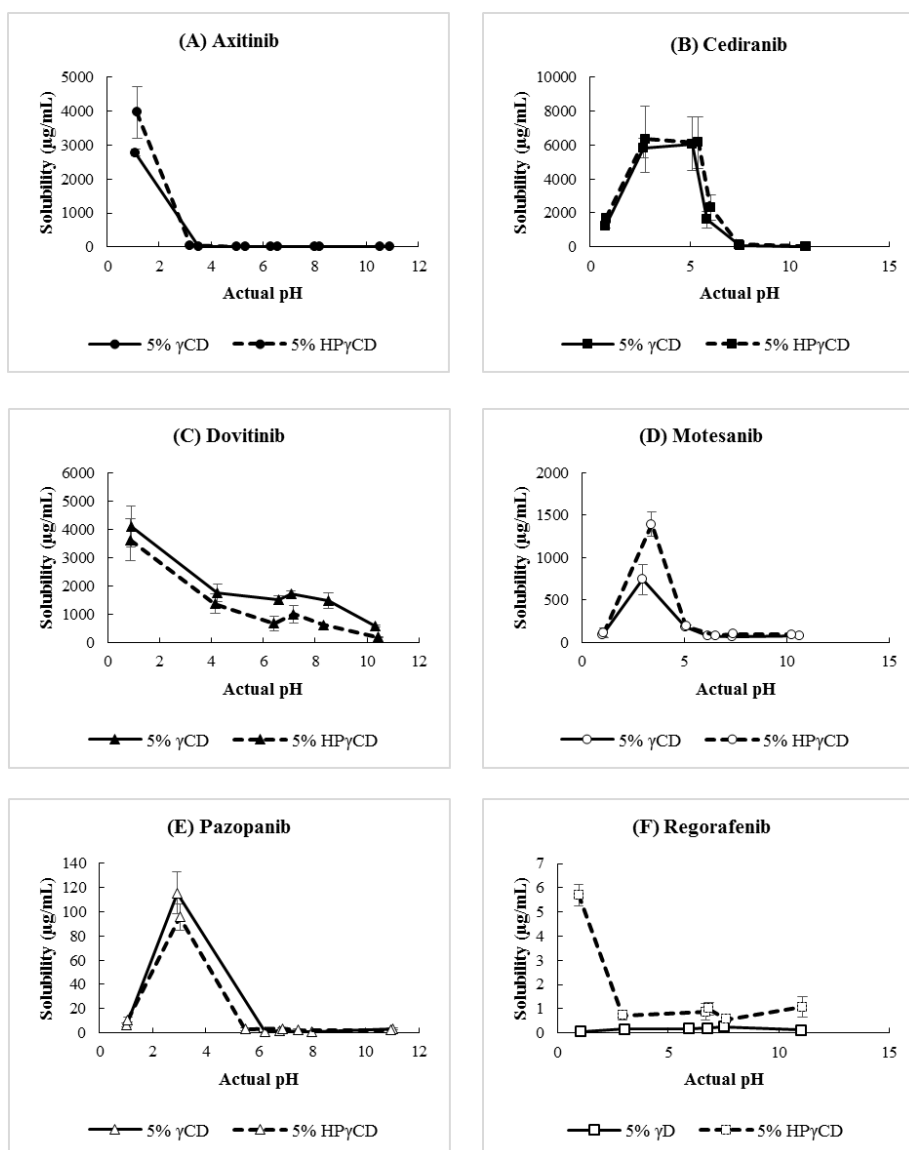 (A) Axitinib
Solubility (µg/mL)
5000
4000
3000
2000
1000
0
0 2 4 6 8 10 12
Actual pH
5% γCD 5% HPγCD
(B) Cediranib
Solubility (µg/mL)
10000
8000
6000
4000
2000
0
0 5 10 15
Actual pH
5% γCD 5% HPγCD
(C) Dovitinib
Solubility (µg/mL)
6000
5000
4000
3000
2000
1000
0
0 2 4 6 8 10 12
Actual pH
5% γCD 5% HPγCD
(D) Motesanib
Solubility (µg/mL)
2000
1500
1000
500
0
0 5 10 15
Actual pH
5% γCD 5% HPγCD
(E) Pazopanib
Solubility (µg/mL)
140
120
100
80
60
40
20
0
0 2 4 6 8 10 12
Actual pH
5% γCD 5% HPγCD
(F) Regorafenib
Solubility (µg/mL)
7
6
5
4
3
2
1
0
0 5 10 15
Actual pH
5% γD 5% HPγCD